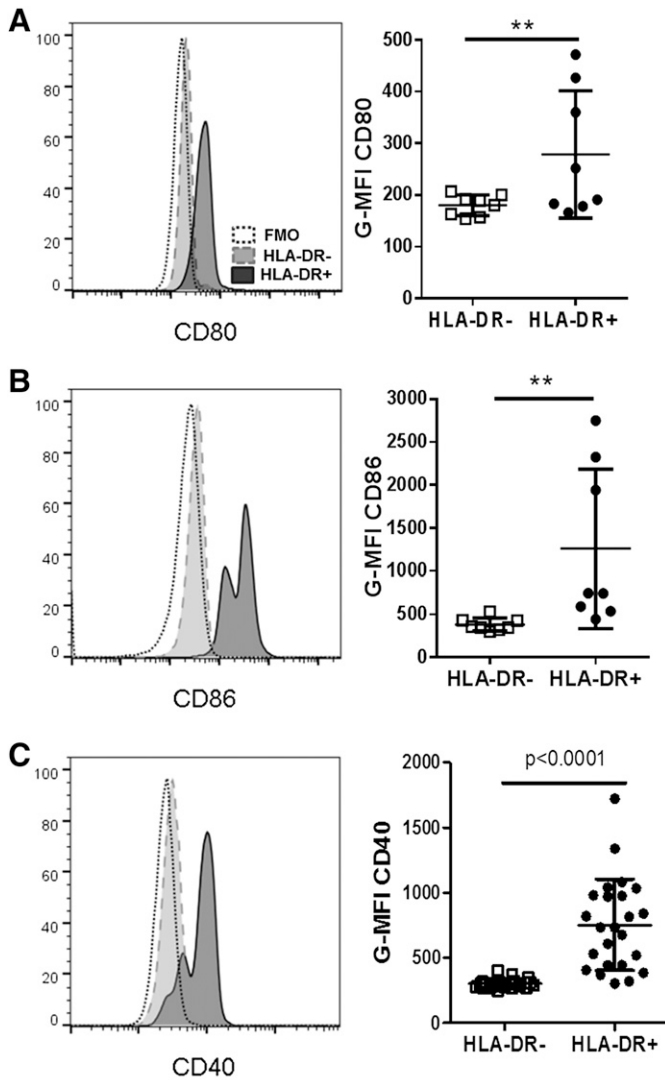 A
100
80
60
40
20
0
FMO
HLA-DR-
HLA-DR+
CD80
**
G-MFI CD80
500
400
300
200
100
0
HLA-DR- HLA-DR+
B
100
80
60
40
20
0
CD86
**
G-MFI CD86
3000
2500
2000
1500
1000
500
0
HLA-DR- HLA-DR+
C
100
80
60
40
20
0
CD40
p<0.0001
G-MFI CD40
2000
1500
1000
500
0
HLA-DR- HLA-DR+